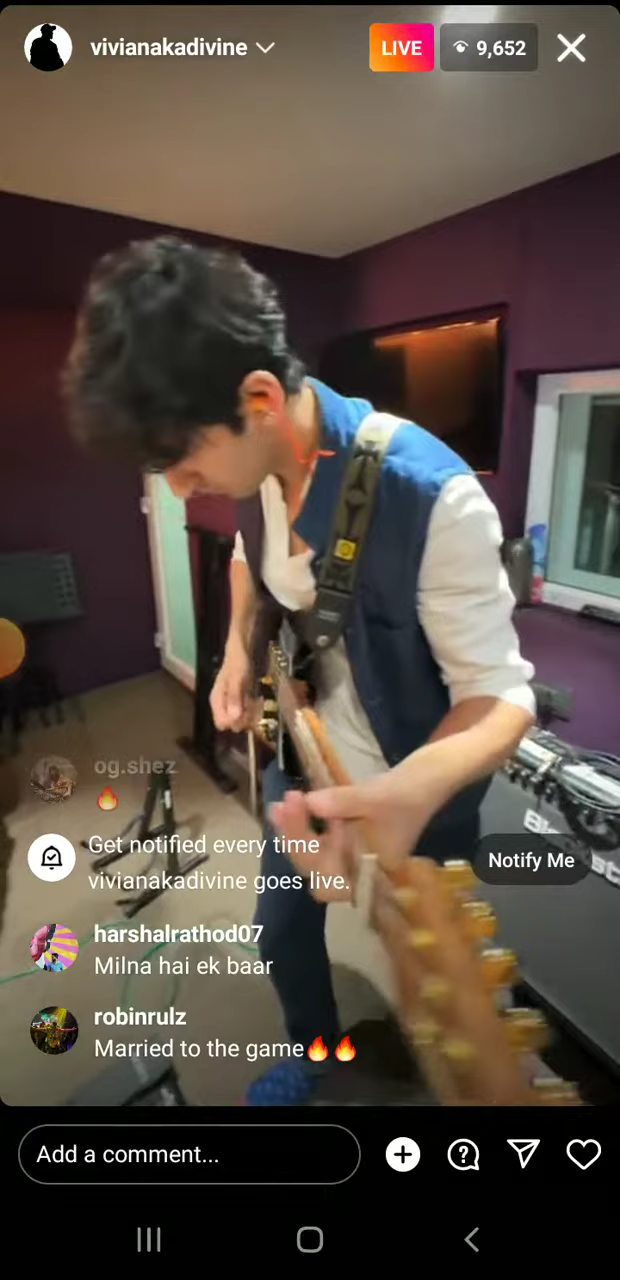 vivianakadivine
LIVE
9,652
og.shez
🔥
Get notified every time
vivianakadivine goes live.
Notify Me
harshalrathod07
Milna hai ek baar
robinrulz
Married to the game🔥🔥
Add a comment...